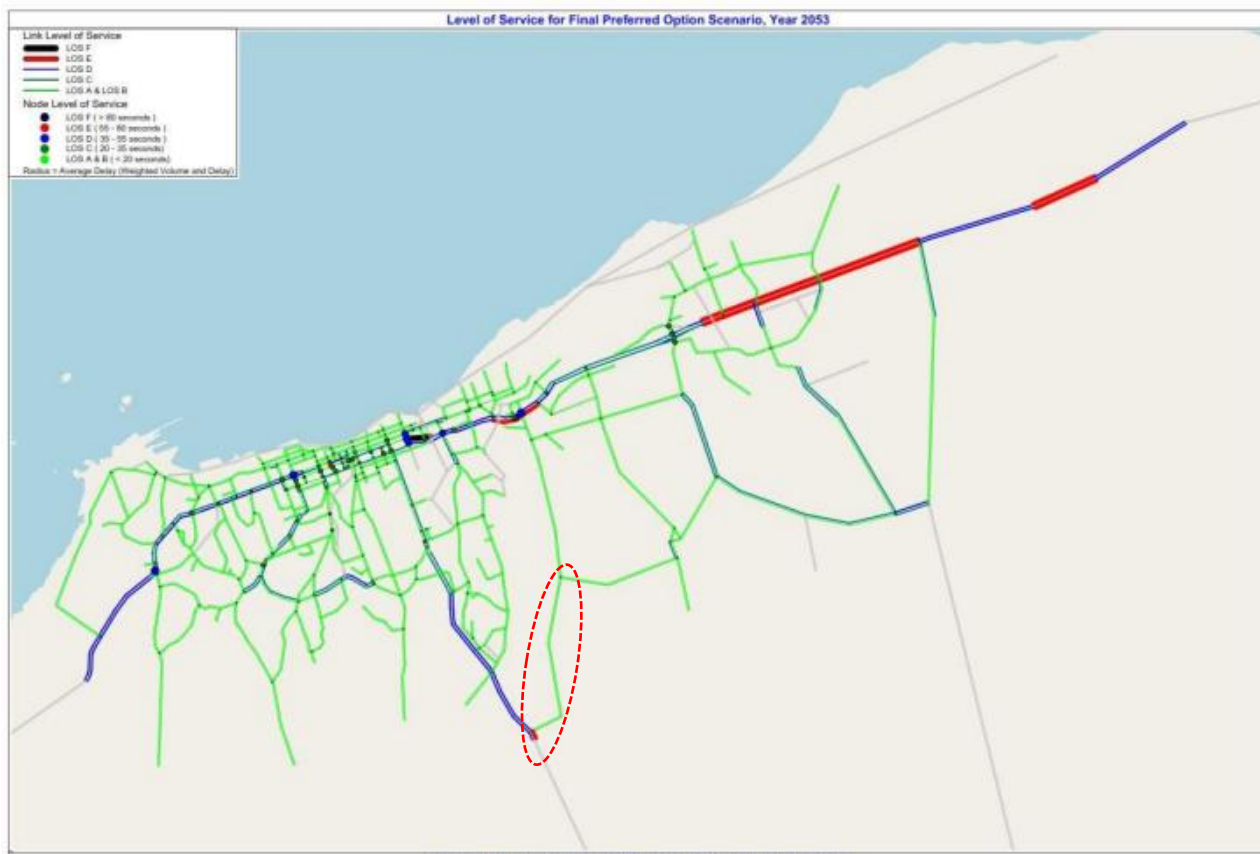 Level of Service for Final Preferred Option Scenario, Year 2053
Link Level of Service
LOS F
LOS E
LOS D
LOS C
LOS A & LOS B
Node Level of Service
LOS F ( > 80 seconds )
LOS E ( 55 - 80 seconds )
LOS D ( 35 - 55 seconds )
LOS C ( 20 - 35 seconds)
LOS A & B ( < 20 seconds)
Radius = Average Delay (Weighted Volume and Delay)